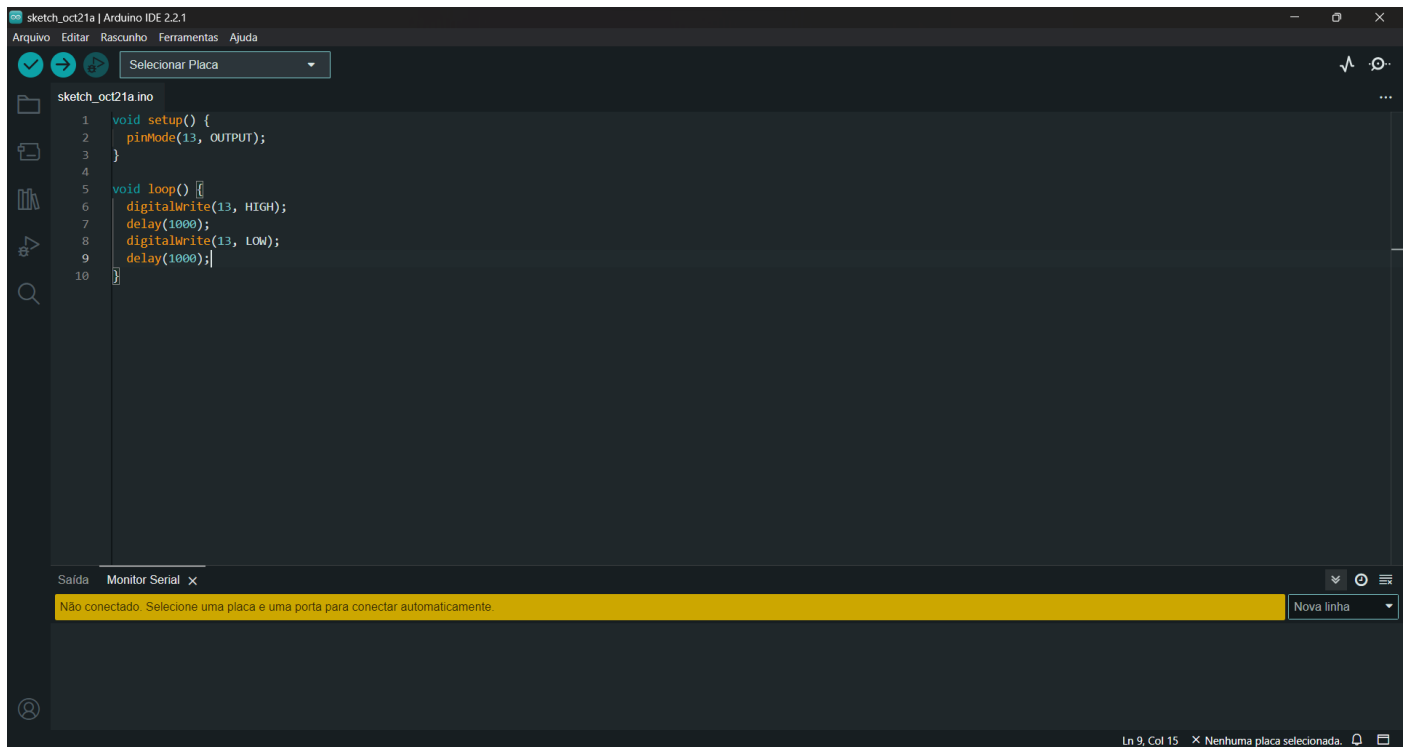 sketch_oct21a | Arduino IDE 2.2.1
Arquivo Editar Rascunho Ferramentas Ajuda
Selecionar Placa
sketch_oct21a.ino
1 void setup() {
2 pinMode(13, OUTPUT);
3 }
4
5 void loop() {
6 digitalWrite(13, HIGH);
7 delay(1000);
8 digitalWrite(13, LOW);
9 delay(1000);
10 }
Saída Monitor Serial
Não conectado. Selecione uma placa e uma porta para conectar automaticamente. Nova linha
Ln 9, Col 15 Nenhuma placa selecionada.